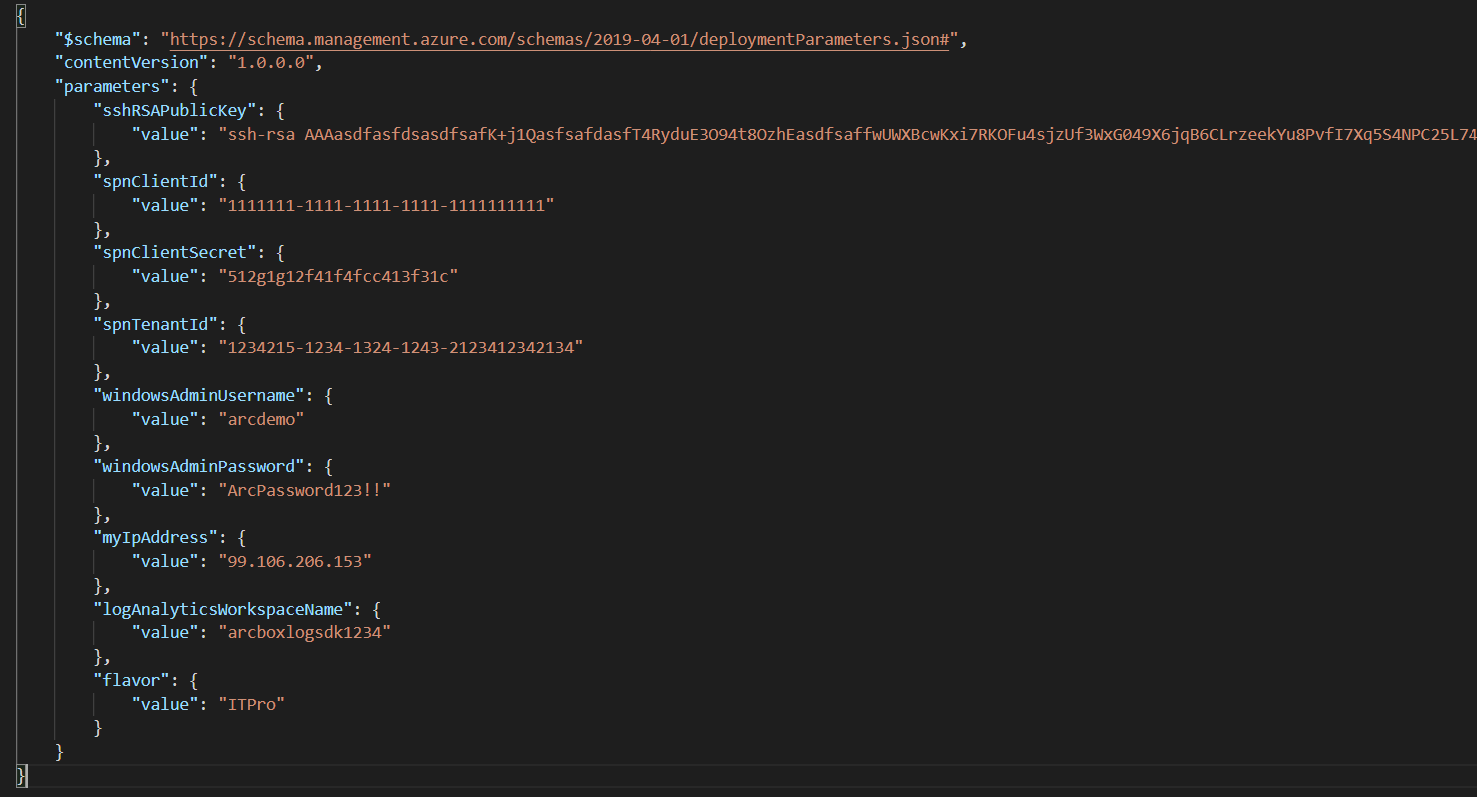 {
"$schema": "https://schema.management.azure.com/schemas/2019-04-01/deploymentParameters.json#",
"contentVersion": "1.0.0.0",
"parameters": {
"sshRSAPublicKey": {
"value": "ssh-rsa AAAasdfasfdsasdfsafK+j1QasfsafdasfT4RyduE3O94t8OzhEasdfsaffwUWXBcwKxi7RKOFu4sjzUf3WxG049X6jqB6CLrzeekYu8PvfI7Xq5S4NPC25L74
},
"spnClientId": {
"value": "1111111-1111-1111-1111-1111111111"
},
"spnClientSecret": {
"value": "512g1g12f41f4fcc413f31c"
},
"spnTenantId": {
"value": "1234215-1234-1324-1243-2123412342134"
},
"windowsAdminUsername": {
"value": "arcdemo"
},
"windowsAdminPassword": {
"value": "ArcPassword123!!"
},
"myIpAddress": {
"value": "99.106.206.153"
},
"logAnalyticsWorkspaceName": {
"value": "arcboxlogsdk1234"
},
"flavor": {
"value": "ITPro"
}
}
}